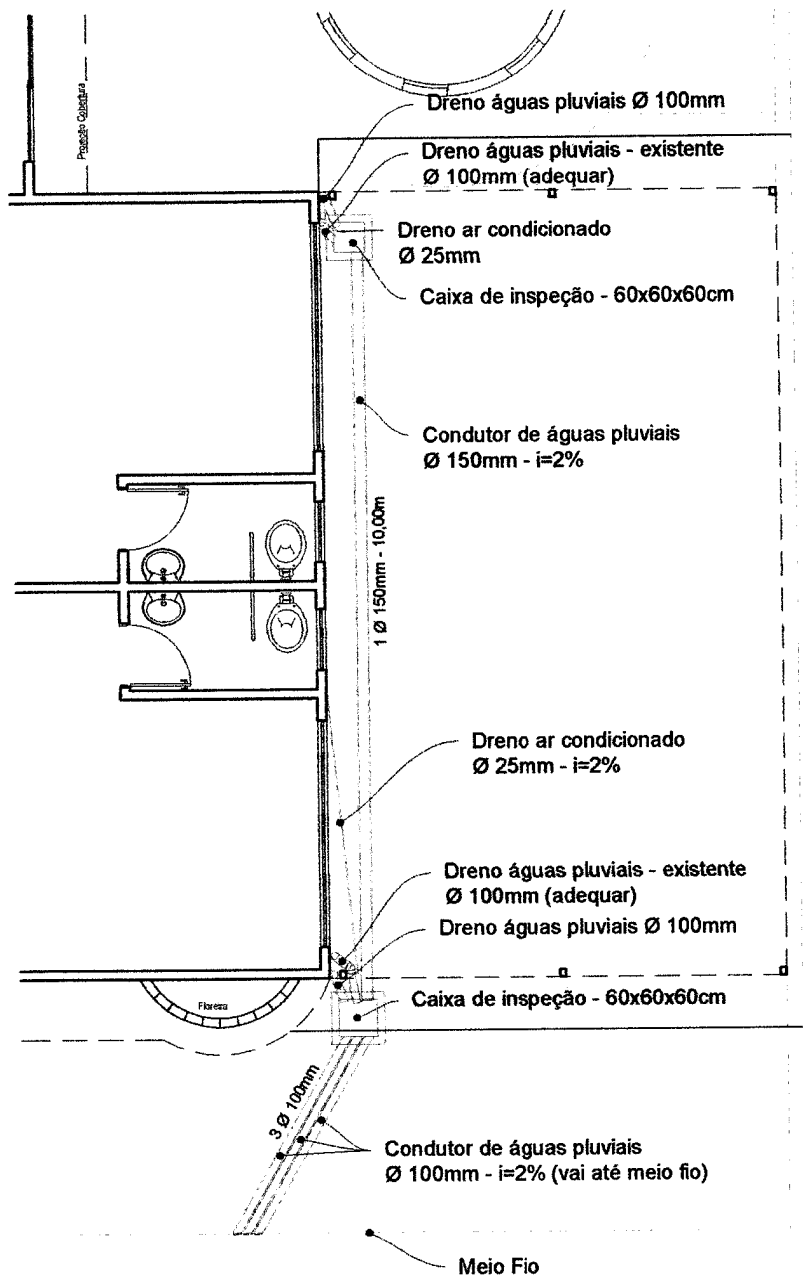 Dreno águas pluviais Ø 100mm
Projeção Cobertura
Dreno águas pluviais - existente
Ø 100mm (adequar)
Dreno ar condicionado
Ø 25mm
Caixa de inspeção - 60x60x60cm
Condutor de águas pluviais
Ø 150mm - i=2%
1 Ø 150mm - 10,00m
Dreno ar condicionado
Ø 25mm - i=2%
Dreno águas pluviais - existente
Ø 100mm (adequar)
Dreno águas pluviais Ø 100mm
Caixa de inspeção - 60x60x60cm
Floreira
3 Ø 100mm
Condutor de águas pluviais
Ø 100mm - i=2% (vai até meio fio)
Meio Fio